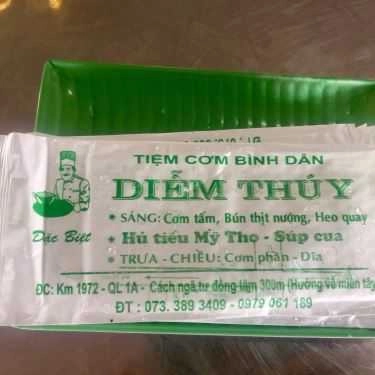 TIỆM CƠM BÌNH DÂN
DIỄM THÚY
Đặc Biệt
• SÁNG: Cơm tấm, Bún thịt nướng, Heo quay
• Hủ tiếu Mỹ Tho - Súp cua
• TRƯA - CHIỀU: Cơm phần - Dĩa
ĐC: Km 1972 - QL 1A - Cách ngã tư đồng tâm 300m (Hướng về miền tây
ĐT : 073. 389 3409 - 0979 061 189